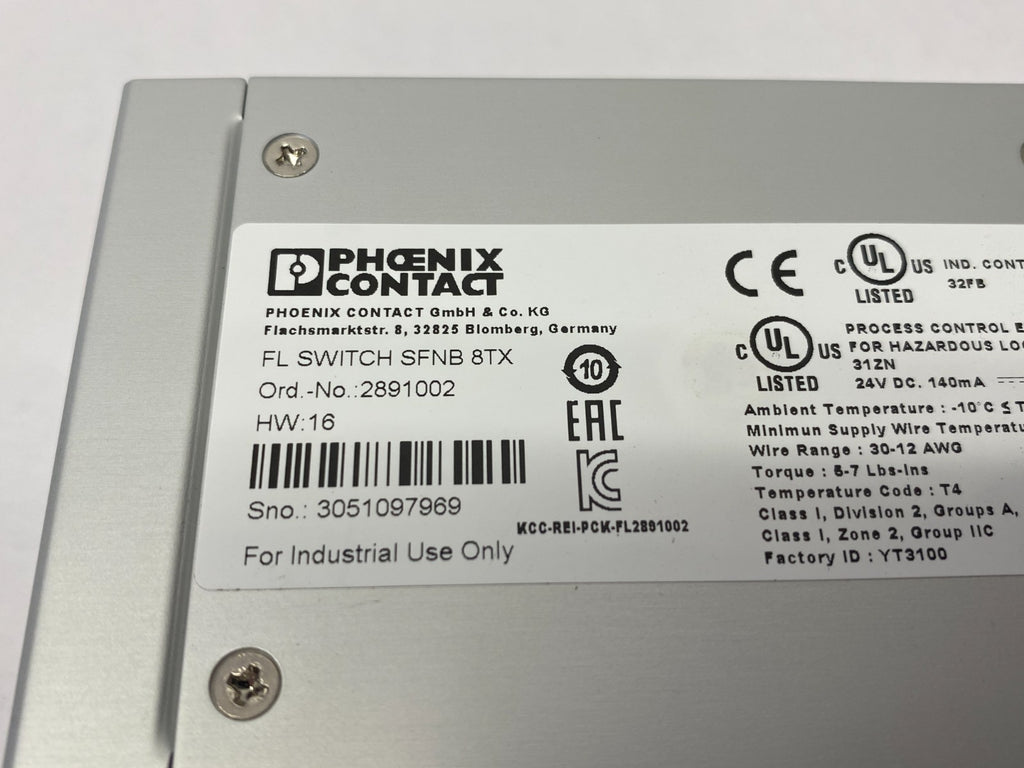 PHŒNIX
CONTACT
PHOENIX CONTACT GmbH & Co. KG
Flachsmarktstr. 8, 32825 Blomberg, Germany
FL SWITCH SFNB 8TX
Ord.-No.:2891002
HW:16
Sno.: 3051097969
For Industrial Use Only
10
EAC
KC
KCC-REI-PCK-FL2891002
CE
C UL US
LISTED
IND. CONT
32FB
C UL US
LISTED
PROCESS CONTROL E
FOR HAZARDOUS LO
31ZN
24V DC. 140mA
Ambient Temperature : -10°C ≤ T
Minimun Supply Wire Temperatu
Wire Range : 30-12 AWG
Torque : 5-7 Lbs-Ins
Temperature Code : T4
Class I, Division 2, Groups A,
Class I, Zone 2, Group IIC
Factory ID : YT3100